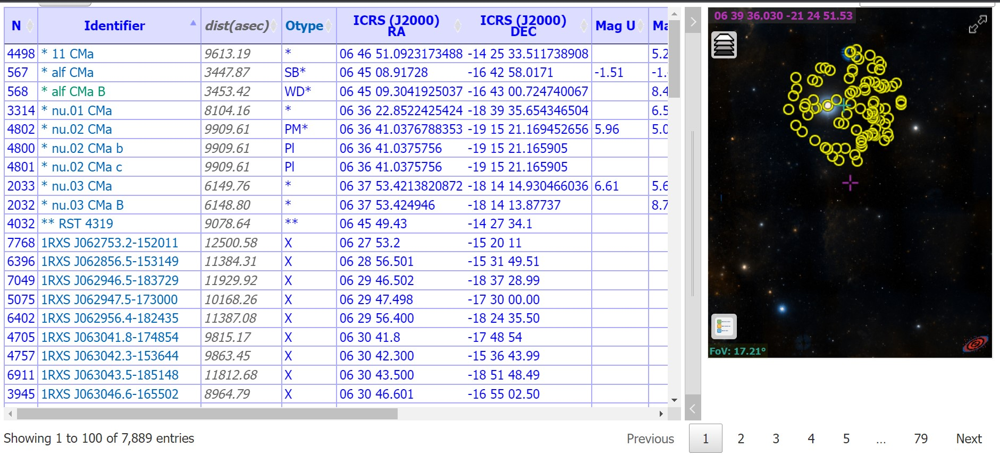 N Identifier dist(asec) Otype ICRS (J2000) RA ICRS (J2000) DEC Mag U Ma
4498 * 11 CMa 9613.19 * 06 46 51.0923173488 -14 25 33.511738908 5.2
567 * alf CMa 3447.87 SB* 06 45 08.91728 -16 42 58.0171 -1.51 -1.
568 * alf CMa B 3453.42 WD* 06 45 09.3041925037 -16 43 00.724740067 8.4
3314 * nu.01 CMa 8104.16 * 06 36 22.8522425424 -18 39 35.654346504 6.5
4802 * nu.02 CMa 9909.61 PM* 06 36 41.0376788353 -19 15 21.169452656 5.96 5.0
4800 * nu.02 CMa b 9909.61 Pl 06 36 41.0375756 -19 15 21.165905
4801 * nu.02 CMa c 9909.61 Pl 06 36 41.0375756 -19 15 21.165905
2033 * nu.03 CMa 6149.76 * 06 37 53.4213820872 -18 14 14.930466036 6.61 5.6
2032 * nu.03 CMa B 6148.80 * 06 37 53.424946 -18 14 13.87737 8.7
4032 ** RST 4319 9078.64 ** 06 45 49.43 -14 27 34.1
7768 1RXS J062753.2-152011 12500.58 X 06 27 53.2 -15 20 11
6396 1RXS J062856.5-153149 11384.31 X 06 28 56.501 -15 31 49.51
7049 1RXS J062946.5-183729 11929.92 X 06 29 46.502 -18 37 28.99
5075 1RXS J062947.5-173000 10168.26 X 06 29 47.498 -17 30 00.00
6402 1RXS J062956.4-182435 11387.08 X 06 29 56.400 -18 24 35.50
4705 1RXS J063041.8-174854 9815.17 X 06 30 41.8 -17 48 54
4757 1RXS J063042.3-153644 9863.45 X 06 30 42.300 -15 36 43.99
6911 1RXS J063043.5-185148 11812.68 X 06 30 43.500 -18 51 48.49
3945 1RXS J063046.6-165502 8964.79 X 06 30 46.601 -16 55 02.50
06 39 36.030 -21 24 51.53
FoV: 17.21°
Showing 1 to 100 of 7,889 entries
Previous 1 2 3 4 5 … 79 Next